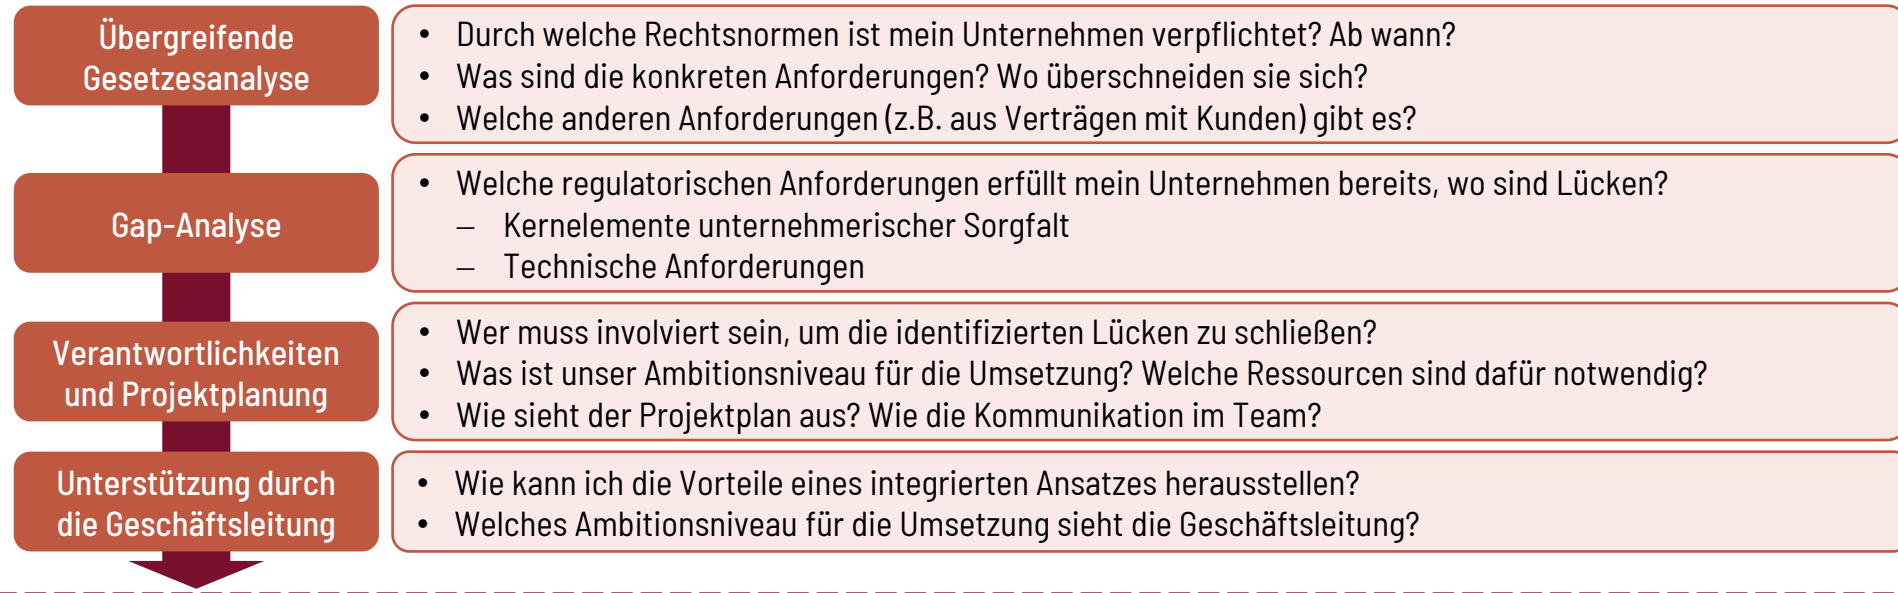 Übergreifende
Gesetzesanalyse
• Durch welche Rechtsnormen ist mein Unternehmen verpflichtet? Ab wann?
• Was sind die konkreten Anforderungen? Wo überschneiden sie sich?
• Welche anderen Anforderungen (z.B. aus Verträgen mit Kunden) gibt es?
Gap-Analyse
• Welche regulatorischen Anforderungen erfüllt mein Unternehmen bereits, wo sind Lücken?
– Kernelemente unternehmerischer Sorgfalt
– Technische Anforderungen
Verantwortlichkeiten
und Projektplanung
• Wer muss involviert sein, um die identifizierten Lücken zu schließen?
• Was ist unser Ambitionsniveau für die Umsetzung? Welche Ressourcen sind dafür notwendig?
• Wie sieht der Projektplan aus? Wie die Kommunikation im Team?
Unterstützung durch
die Geschäftsleitung
• Wie kann ich die Vorteile eines integrierten Ansatzes herausstellen?
• Welches Ambitionsniveau für die Umsetzung sieht die Geschäftsleitung?